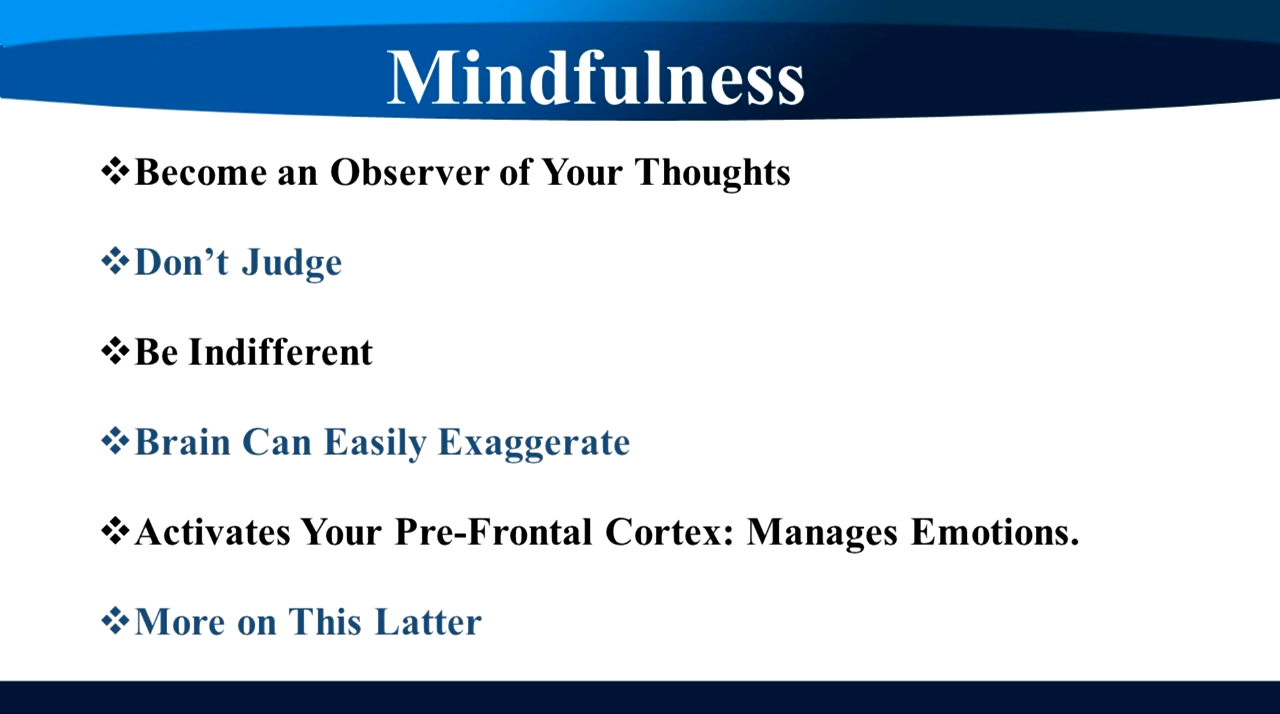 Mindfulness
❖Become an Observer of Your Thoughts
❖Don’t Judge
❖Be Indifferent
❖Brain Can Easily Exaggerate
❖Activates Your Pre-Frontal Cortex: Manages Emotions.
❖More on This Latter